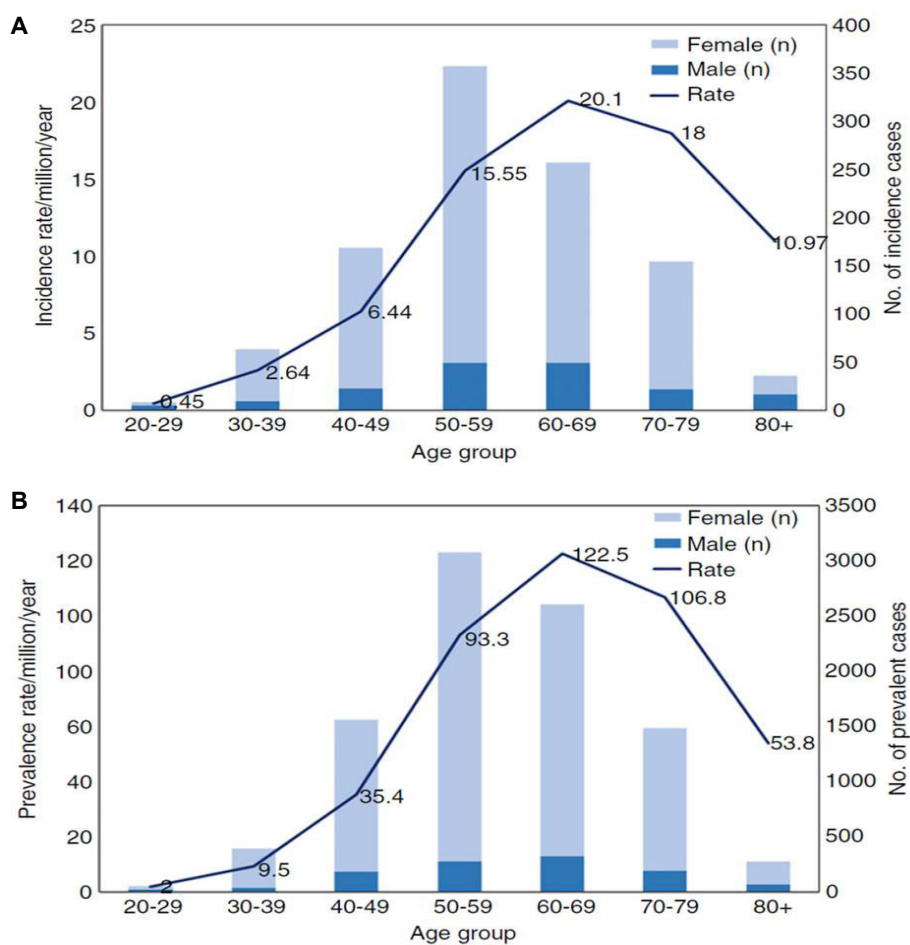 A
Incidence rate/million/year
25
20
15
10
5
0
Female (n)
Male (n)
Rate
0.45
2.64
6.44
15.55
20.1
18
10.97
400
350
300
250
200
150
100
50
0
No. of incidence cases
20-29 30-39 40-49 50-59 60-69 70-79 80+
Age group
B
Prevalence rate/million/year
140
120
100
100
60
40
20
0
Female (n)
Male (n)
Rate
2
9.5
35.4
93.3
122.5
106.8
53.8
3500
3000
2500
2000
1500
1000
500
0
No. of prevalent cases
20-29 30-39 40-49 50-59 60-69 70-79 80+
Age group